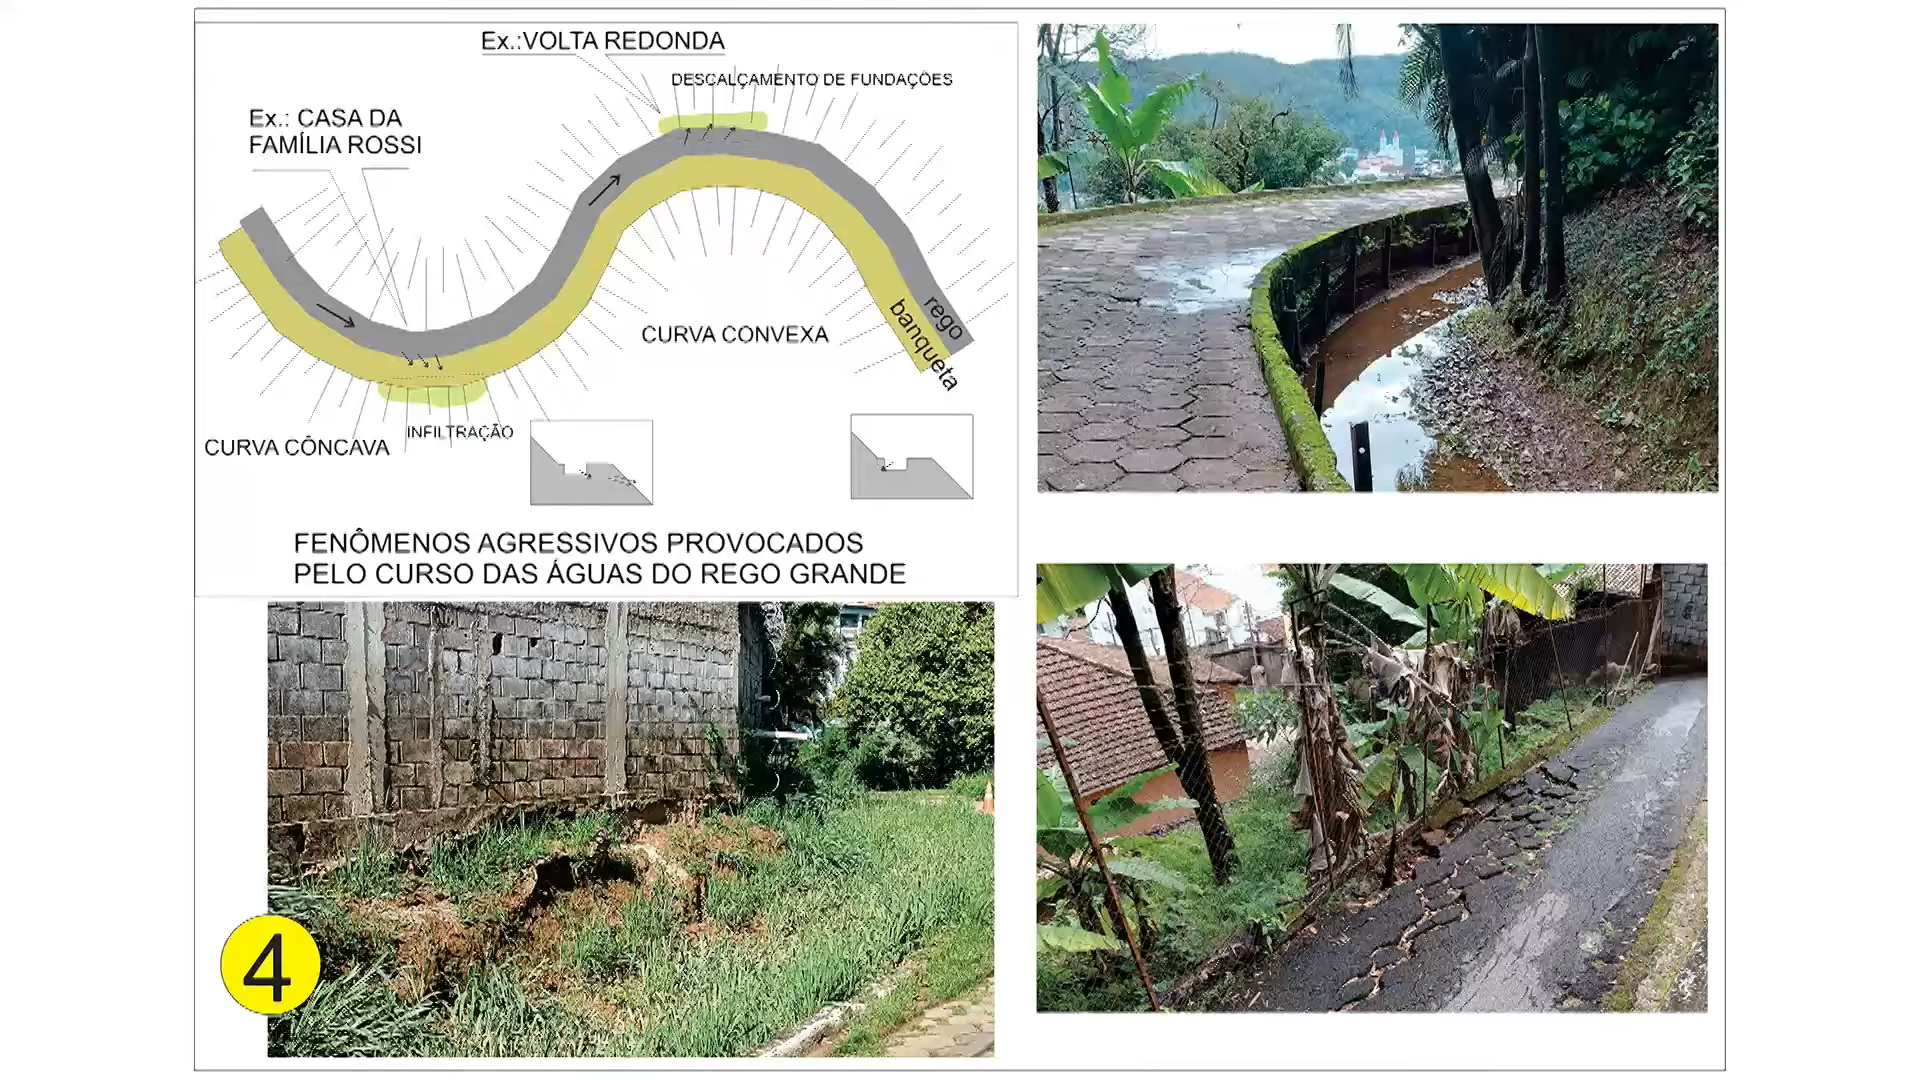 Ex.:VOLTA REDONDA
DESCALÇAMENTO DE FUNDAÇÕES
Ex.: CASA DA
FAMÍLIA ROSSI
rego
banqueta
CURVA CONVEXA
CURVA CÔNCAVA
INFILTRAÇÃO
FENÔMENOS AGRESSIVOS PROVOCADOS
PELO CURSO DAS ÁGUAS DO REGO GRANDE
4